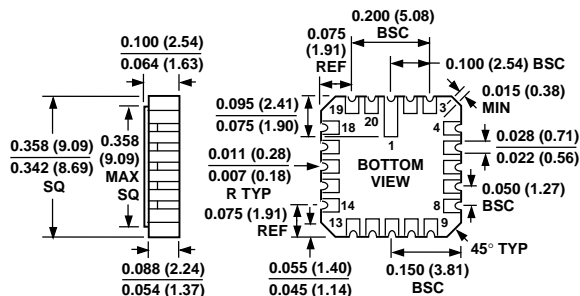 0.100 (2.54)
0.064 (1.63)
0.075
(1.91)
REF
0.200 (5.08)
BSC
0.100 (2.54) BSC
0.015 (0.38)
MIN
0.358 (9.09)
0.342 (8.69)
SQ
0.358
(9.09)
MAX
SQ
0.095 (2.41)
0.075 (1.90)
0.011 (0.28)
0.007 (0.18)
R TYP
0.075 (1.91)
REF
19
20
3
18
4
1
BOTTOM
VIEW
14
8
13
9
0.028 (0.71)
0.022 (0.56)
0.050 (1.27)
BSC
45° TYP
0.088 (2.24)
0.054 (1.37)
0.055 (1.40)
0.045 (1.14)
0.150 (3.81)
BSC